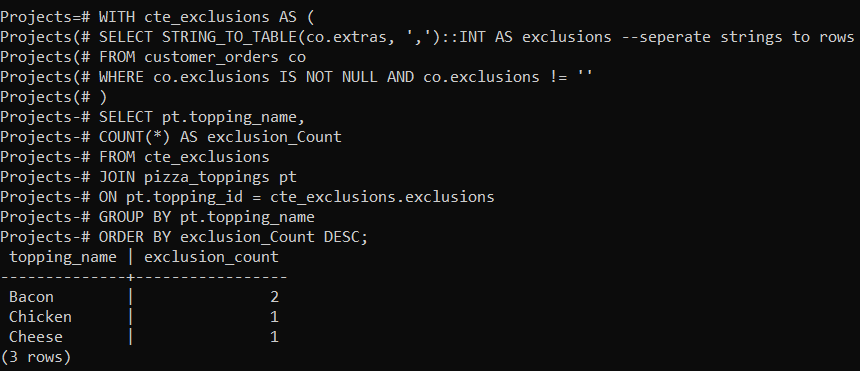 Projects=# WITH cte_exclusions AS (
Projects(# SELECT STRING_TO_TABLE(co.extras, ',')::INT AS exclusions --seperate strings to rows
Projects(# FROM customer_orders co
Projects(# WHERE co.exclusions IS NOT NULL AND co.exclusions != ''
Projects(# )
Projects-# SELECT pt.topping_name,
Projects-# COUNT(*) AS exclusion_Count
Projects-# FROM cte_exclusions
Projects-# JOIN pizza_toppings pt
Projects-# ON pt.topping_id = cte_exclusions.exclusions
Projects-# GROUP BY pt.topping_name
Projects-# ORDER BY exclusion_Count DESC;
 topping_name | exclusion_count
--------------+-----------------
 Bacon        |               2
 Chicken      |               1
 Cheese       |               1
(3 rows)